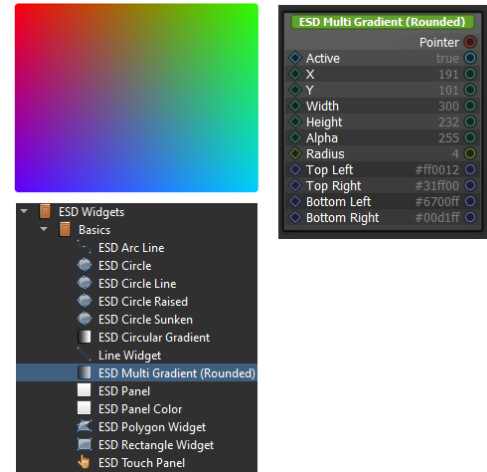 ESD Multi Gradient (Rounded)
Pointer
Active true
X 191
Y 101
Width 300
Height 232
Alpha 255
Radius 4
Top Left #ff0012
Top Right #31ff00
Bottom Left #6700ff
Bottom Right #00d1ff
ESD Widgets
Basics
ESD Arc Line
ESD Circle
ESD Circle Line
ESD Circle Raised
ESD Circle Sunken
ESD Circular Gradient
Line Widget
ESD Multi Gradient (Rounded)
ESD Panel
ESD Panel Color
ESD Polygon Widget
ESD Rectangle Widget
ESD Touch Panel